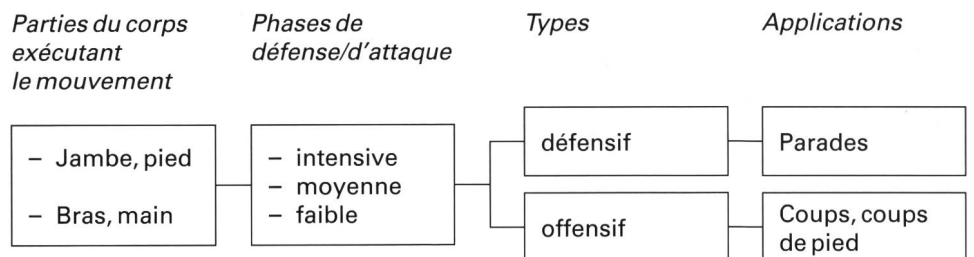 Parties du corps
exécutant
le mouvement
Phases de
défense/d'attaque
Types
Applications
– Jambe, pied
– Bras, main
– intensive
– moyenne
– faible
défensif
Parades
offensif
Coups, coups
de pied